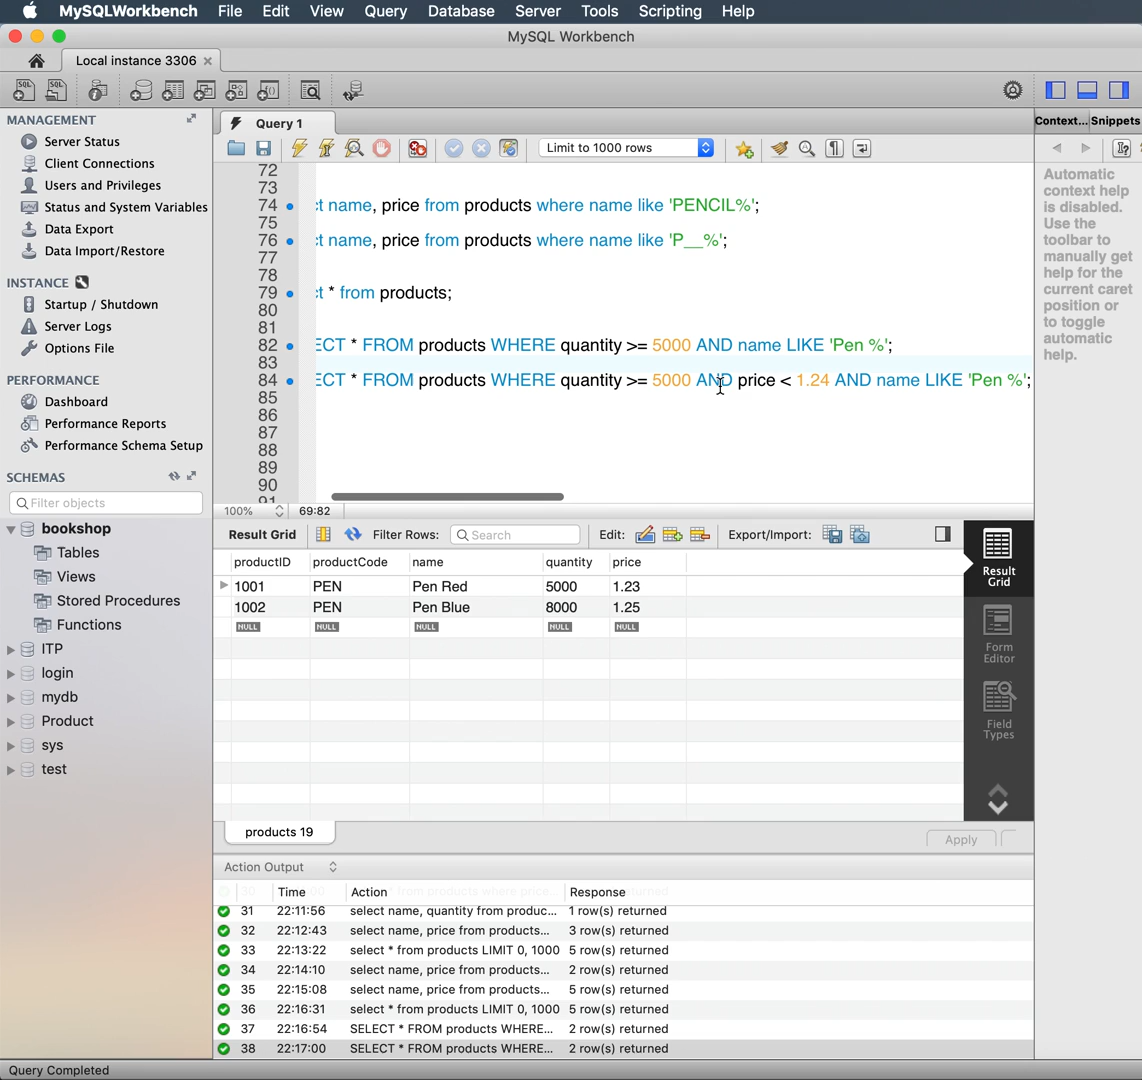 MySQLWorkbench File Edit View Query Database Server Tools Scripting Help
MySQL Workbench
Local instance 3306
MANAGEMENT
Server Status
Client Connections
Users and Privileges
Status and System Variables
Data Export
Data Import/Restore
INSTANCE
Startup / Shutdown
Server Logs
Options File
PERFORMANCE
Dashboard
Performance Reports
Performance Schema Setup
SCHEMAS
Filter objects
bookshop
Tables
Views
Stored Procedures
Functions
ITP
login
mydb
Product
sys
test
Query 1
Limit to 1000 rows
72
73
74 ct name, price from products where name like 'PENCIL%';
75
76 ct name, price from products where name like 'P__%';
77
78
79 ct * from products;
80
81
82 ECT * FROM products WHERE quantity >= 5000 AND name LIKE 'Pen %';
83
84 ECT * FROM products WHERE quantity >= 5000 AND price < 1.24 AND name LIKE 'Pen %';
85
86
87
88
89
90
91
100% 69:82
Result Grid Filter Rows: Search Edit: Export/Import:
productID productCode name quantity price
1001 PEN Pen Red 5000 1.23
1002 PEN Pen Blue 8000 1.25
NULL NULL NULL NULL NULL
Result
Grid
Form
Editor
Field
Types
products 19
Apply
Action Output
Time Action Response
31 22:11:56 select name, quantity from produc... 1 row(s) returned
32 22:12:43 select name, price from products... 3 row(s) returned
33 22:13:22 select * from products LIMIT 0, 1000 5 row(s) returned
34 22:14:10 select name, price from products... 2 row(s) returned
35 22:15:08 select name, price from products... 5 row(s) returned
36 22:16:31 select * from products LIMIT 0, 1000 5 row(s) returned
37 22:16:54 SELECT * FROM products WHERE... 2 row(s) returned
38 22:17:00 SELECT * FROM products WHERE... 2 row(s) returned
Context... Snippets
Automatic
context help
is disabled.
Use the
toolbar to
manually get
help for the
current caret
position or
to toggle
automatic
help.
Query Completed